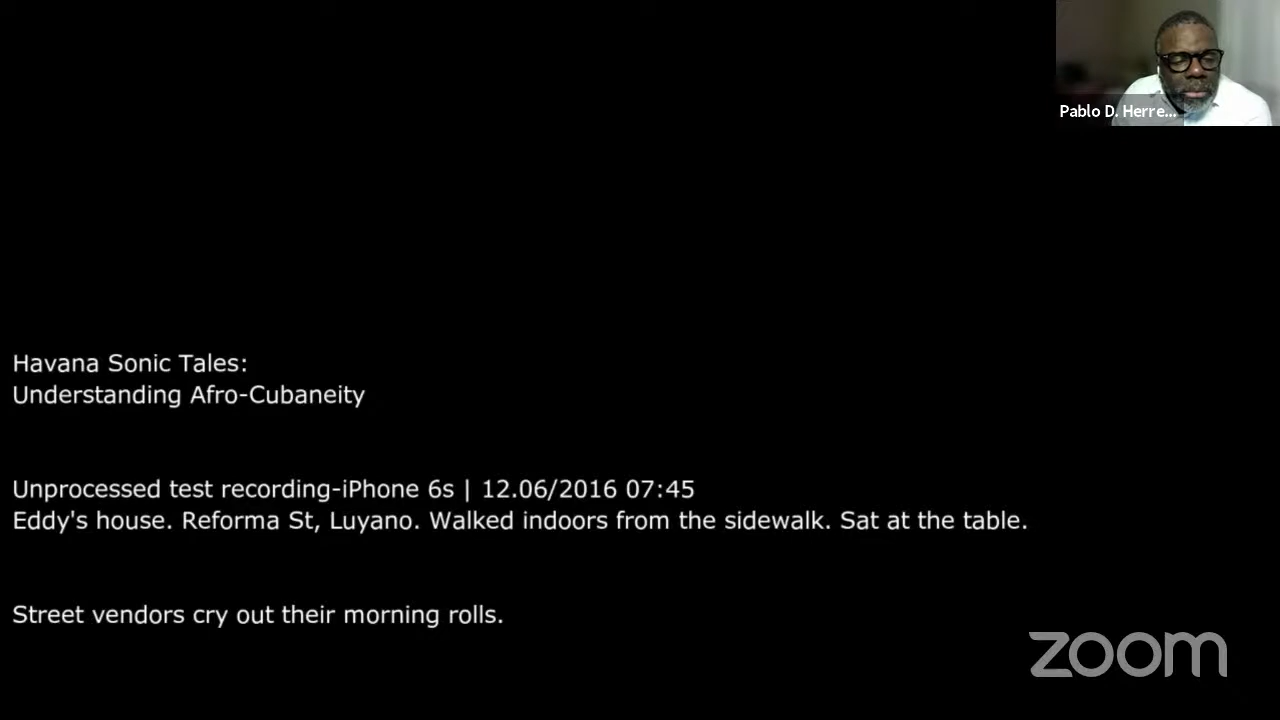 Pablo D. Herre...
Havana Sonic Tales:
Understanding Afro-Cubaneity
Unprocessed test recording-iPhone 6s | 12.06/2016 07:45
Eddy's house. Reforma St, Luyano. Walked indoors from the sidewalk. Sat at the table.
Street vendors cry out their morning rolls.
zoom